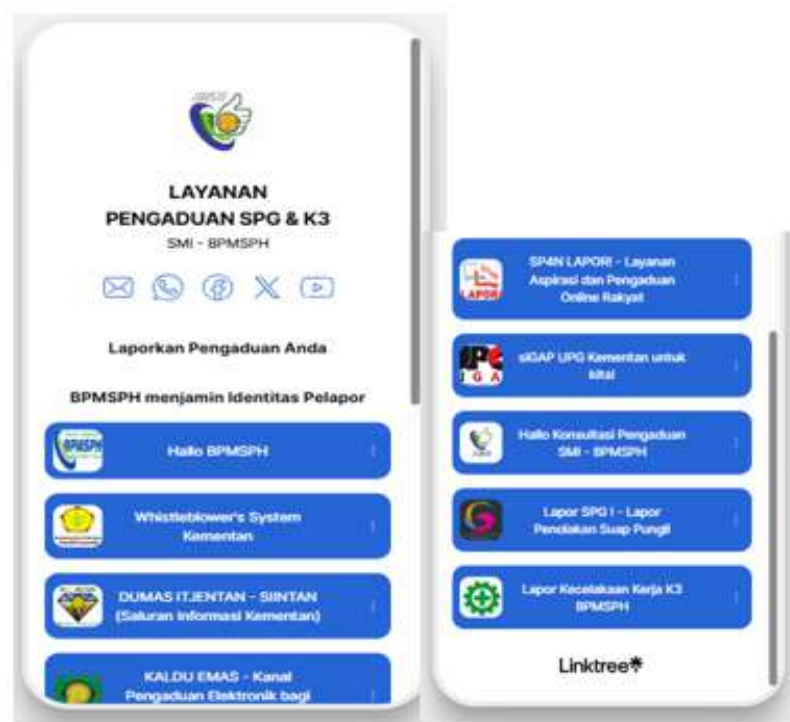 LAYANAN
PENGADUAN SPG & K3
SMI - BPMSPH
Laporkan Pengaduan Anda
BPMSPH menjamin Identitas Pelapor
BPMSPH
Hallo BPMSPH
Whistleblower's System
Kementan
DUMAS ITJENTAN - SIINTAN
(Saluran Informasi Kementan)
KALDU EMAS - Kanal
Pengaduan Elektronik bagi
LAPOR!
SP4N LAPOR! - Layanan
Aspirasi dan Pengaduan
Online Rakyat
sIGAP UPG Kementan untuk
kita!
Hallo Konsultasi Pengaduan
SMI - BPMSPH
Lapor SPG ! - Lapor
Penolakan Suap Pungli
Lapor Kecelakaan Kerja K3
BPMSPH
Linktree